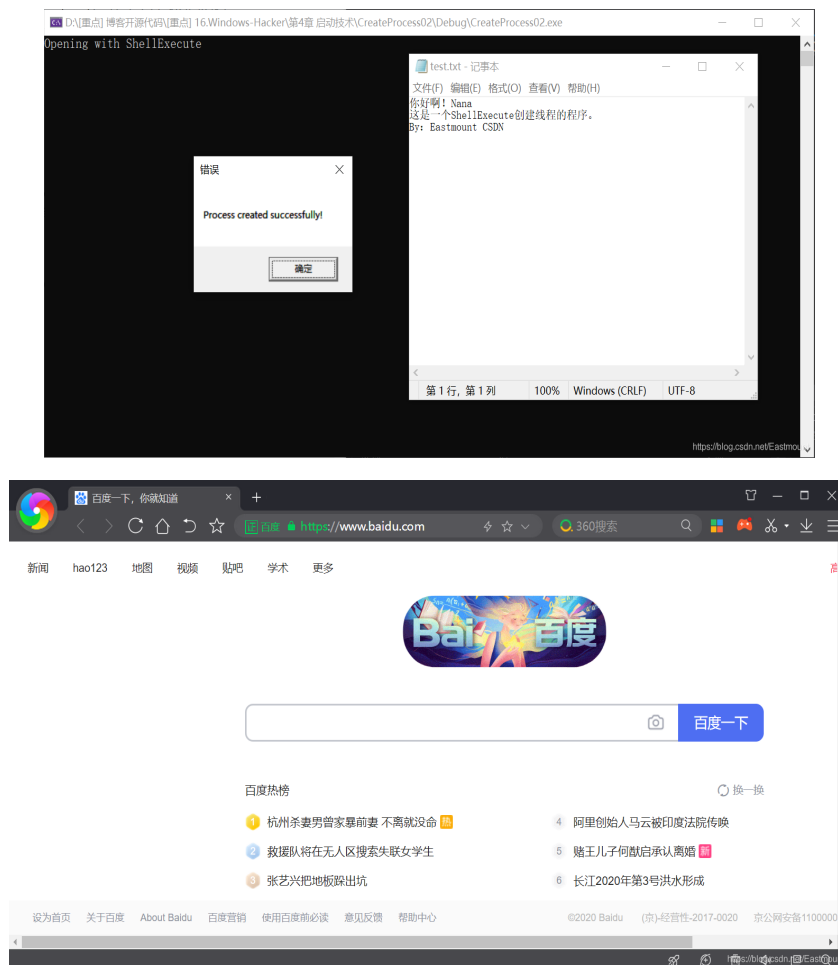 D:\[重点] 博客开源代码\[重点] 16.Windows-Hacker\第4章 启动技术\CreateProcess02\Debug\CreateProcess02.exe
Opening with ShellExecute
test.txt - 记事本
文件(F) 编辑(E) 格式(O) 查看(V) 帮助(H)
你好啊！Nana
这是一个ShellExecute创建线程的程序。
By: Eastmount CSDN
错误
Process created successfully!
确定
第 1 行，第 1 列 100% Windows (CRLF) UTF-8
https://blog.csdn.net/Eastmou
百度一下，你就知道
证 百度 https://www.baidu.com 360搜索
新闻 hao123 地图 视频 贴吧 学术 更多
Bai 百度
百度一下
百度热榜 换一换
1 杭州杀妻男曾家暴前妻 不离就没命 热
2 救援队将在无人区搜索失联女学生
3 张艺兴把地板跺出坑
4 阿里创始人马云被印度法院传唤
5 赌王儿子何猷启承认离婚 新
6 长江2020年第3号洪水形成
设为首页 关于百度 About Baidu 百度营销 使用百度前必读 意见反馈 帮助中心 ©2020 Baidu (京)-经营性-2017-0020 京公网安备1100000